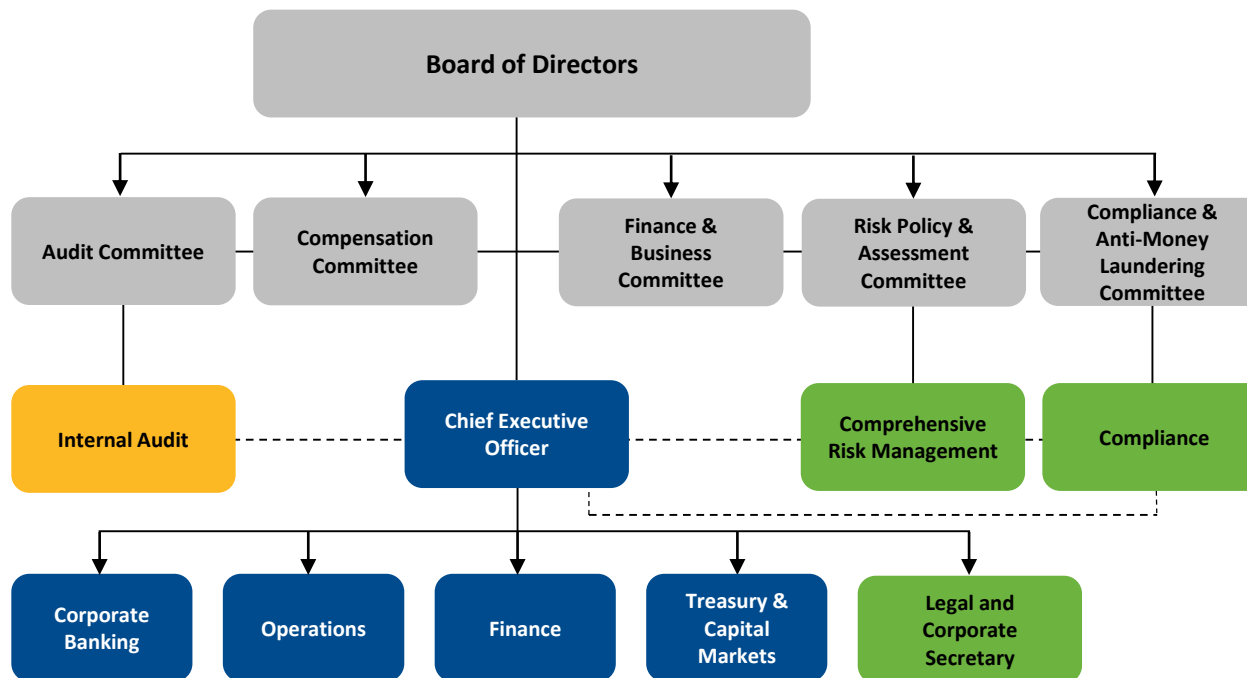 Board of Directors
Audit Committee
Compensation
Committee
Finance &
Business
Committee
Risk Policy &
Assessment
Committee
Compliance &
Anti-Money
Laundering
Committee
Internal Audit
Chief Executive
Officer
Comprehensive
Risk Management
Compliance
Corporate
Banking
Operations
Finance
Treasury &
Capital
Markets
Legal and
Corporate
Secretary